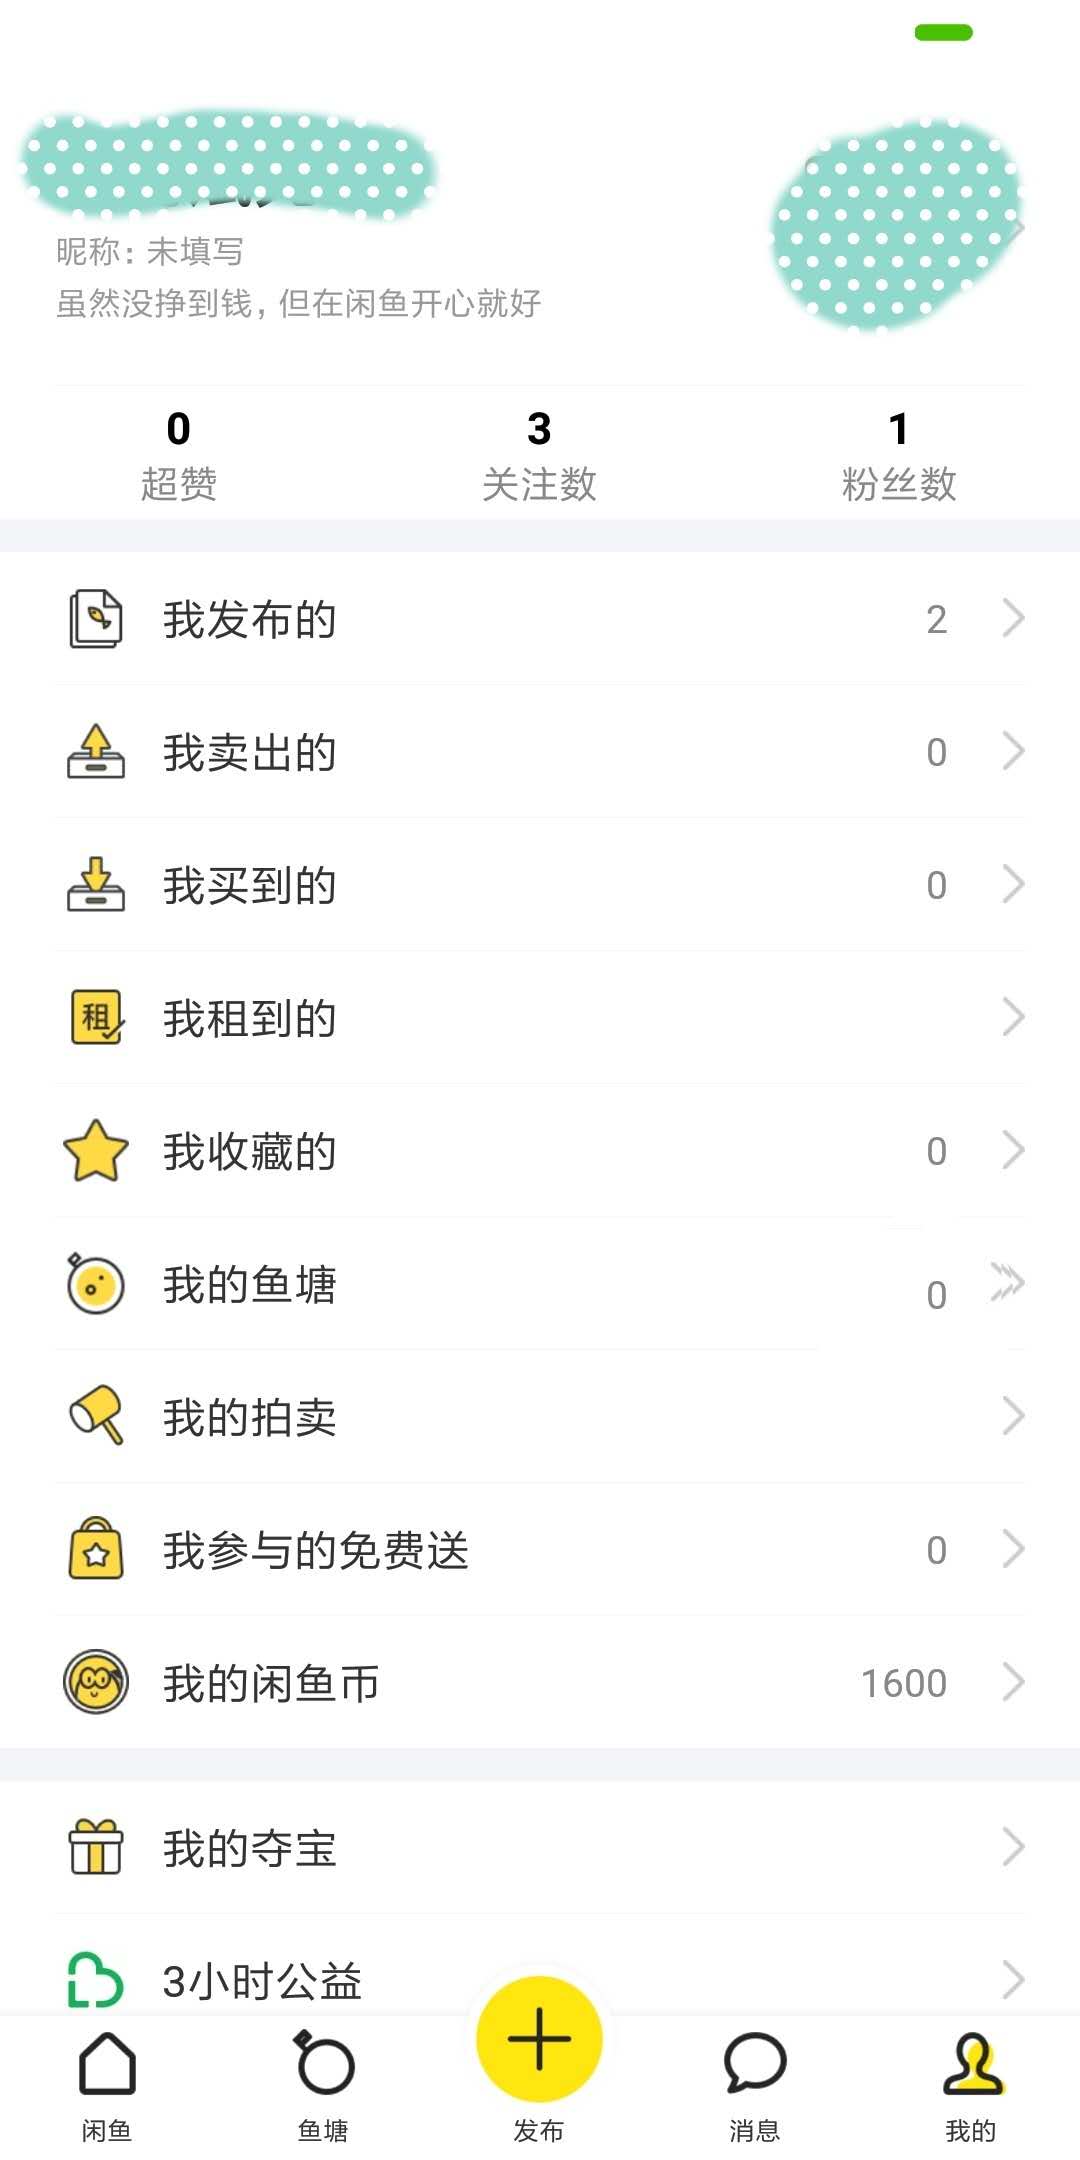 昵称：未填写
虽然没挣到钱，但在闲鱼开心就好
0 3 1
超赞 关注数 粉丝数
我发布的 2
我卖出的 0
我买到的 0
租 我租到的
我收藏的 0
我的鱼塘 0
我的拍卖
我参与的免费送 0
我的闲鱼币 1600
我的夺宝
3小时公益
闲鱼 鱼塘 发布 消息 我的